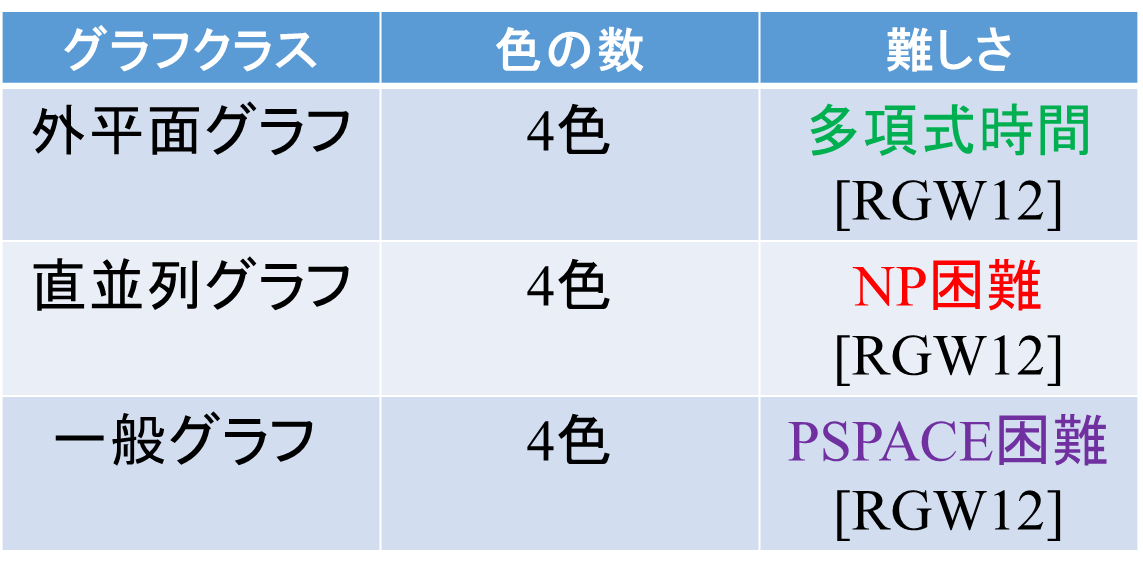 グラフクラス 色の数 難しさ
外平面グラフ 4色 多項式時間
[RGW12]
直並列グラフ 4色 NP困難
[RGW12]
一般グラフ 4色 PSPACE困難
[RGW12]